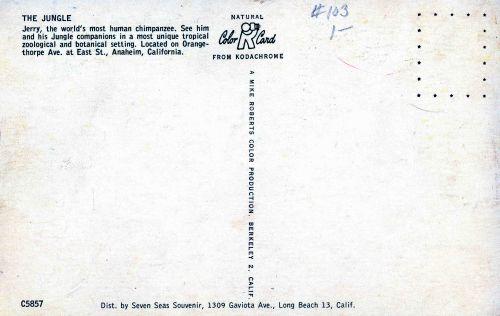 THE JUNGLE
Jerry, the world's most human chimpanzee. See him
and his Jungle companions in a most unique tropical
zoological and botanical setting. Located on Orange-
thorpe Ave. at East St., Anaheim, California.
NATURAL
Color Card
FROM KODACHROME
#103
1-
A MIKE ROBERTS COLOR PRODUCTION. BERKELEY 2, CALIF.
C5857
Dist. by Seven Seas Souvenir, 1309 Gaviota Ave., Long Beach 13, Calif.